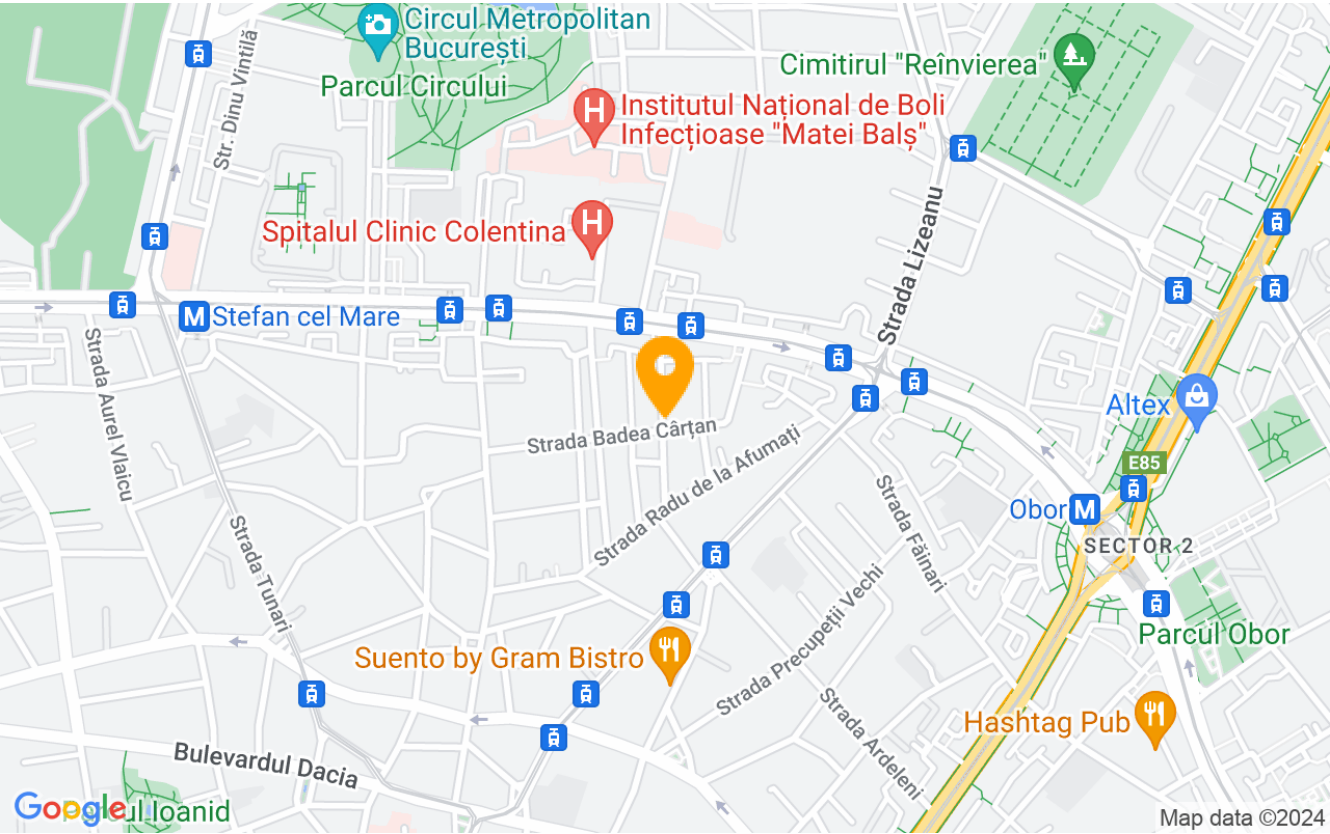 Circul Metropolitan
București
Parcul Circului
Str. Dinu Vintilă
Cimitirul "Reînvierea"
H
Institutul Național de Boli
Infecțioase "Matei Balș"
H
Spitalul Clinic Colentina
Strada Lizeanu
M
Stefan cel Mare
Strada Aurel Vlaicu
Altex
Strada Badea Cârțan
Strada Radu de la Afumați
E85
Obor
M
SECTOR 2
Strada Făinari
Strada Tunari
Strada Precupeții Vechi
Parcul Obor
Suento by Gram Bistro
Strada Ardeleni
Hashtag Pub
Bulevardul Dacia
Google
Ioanid
Map data ©2024